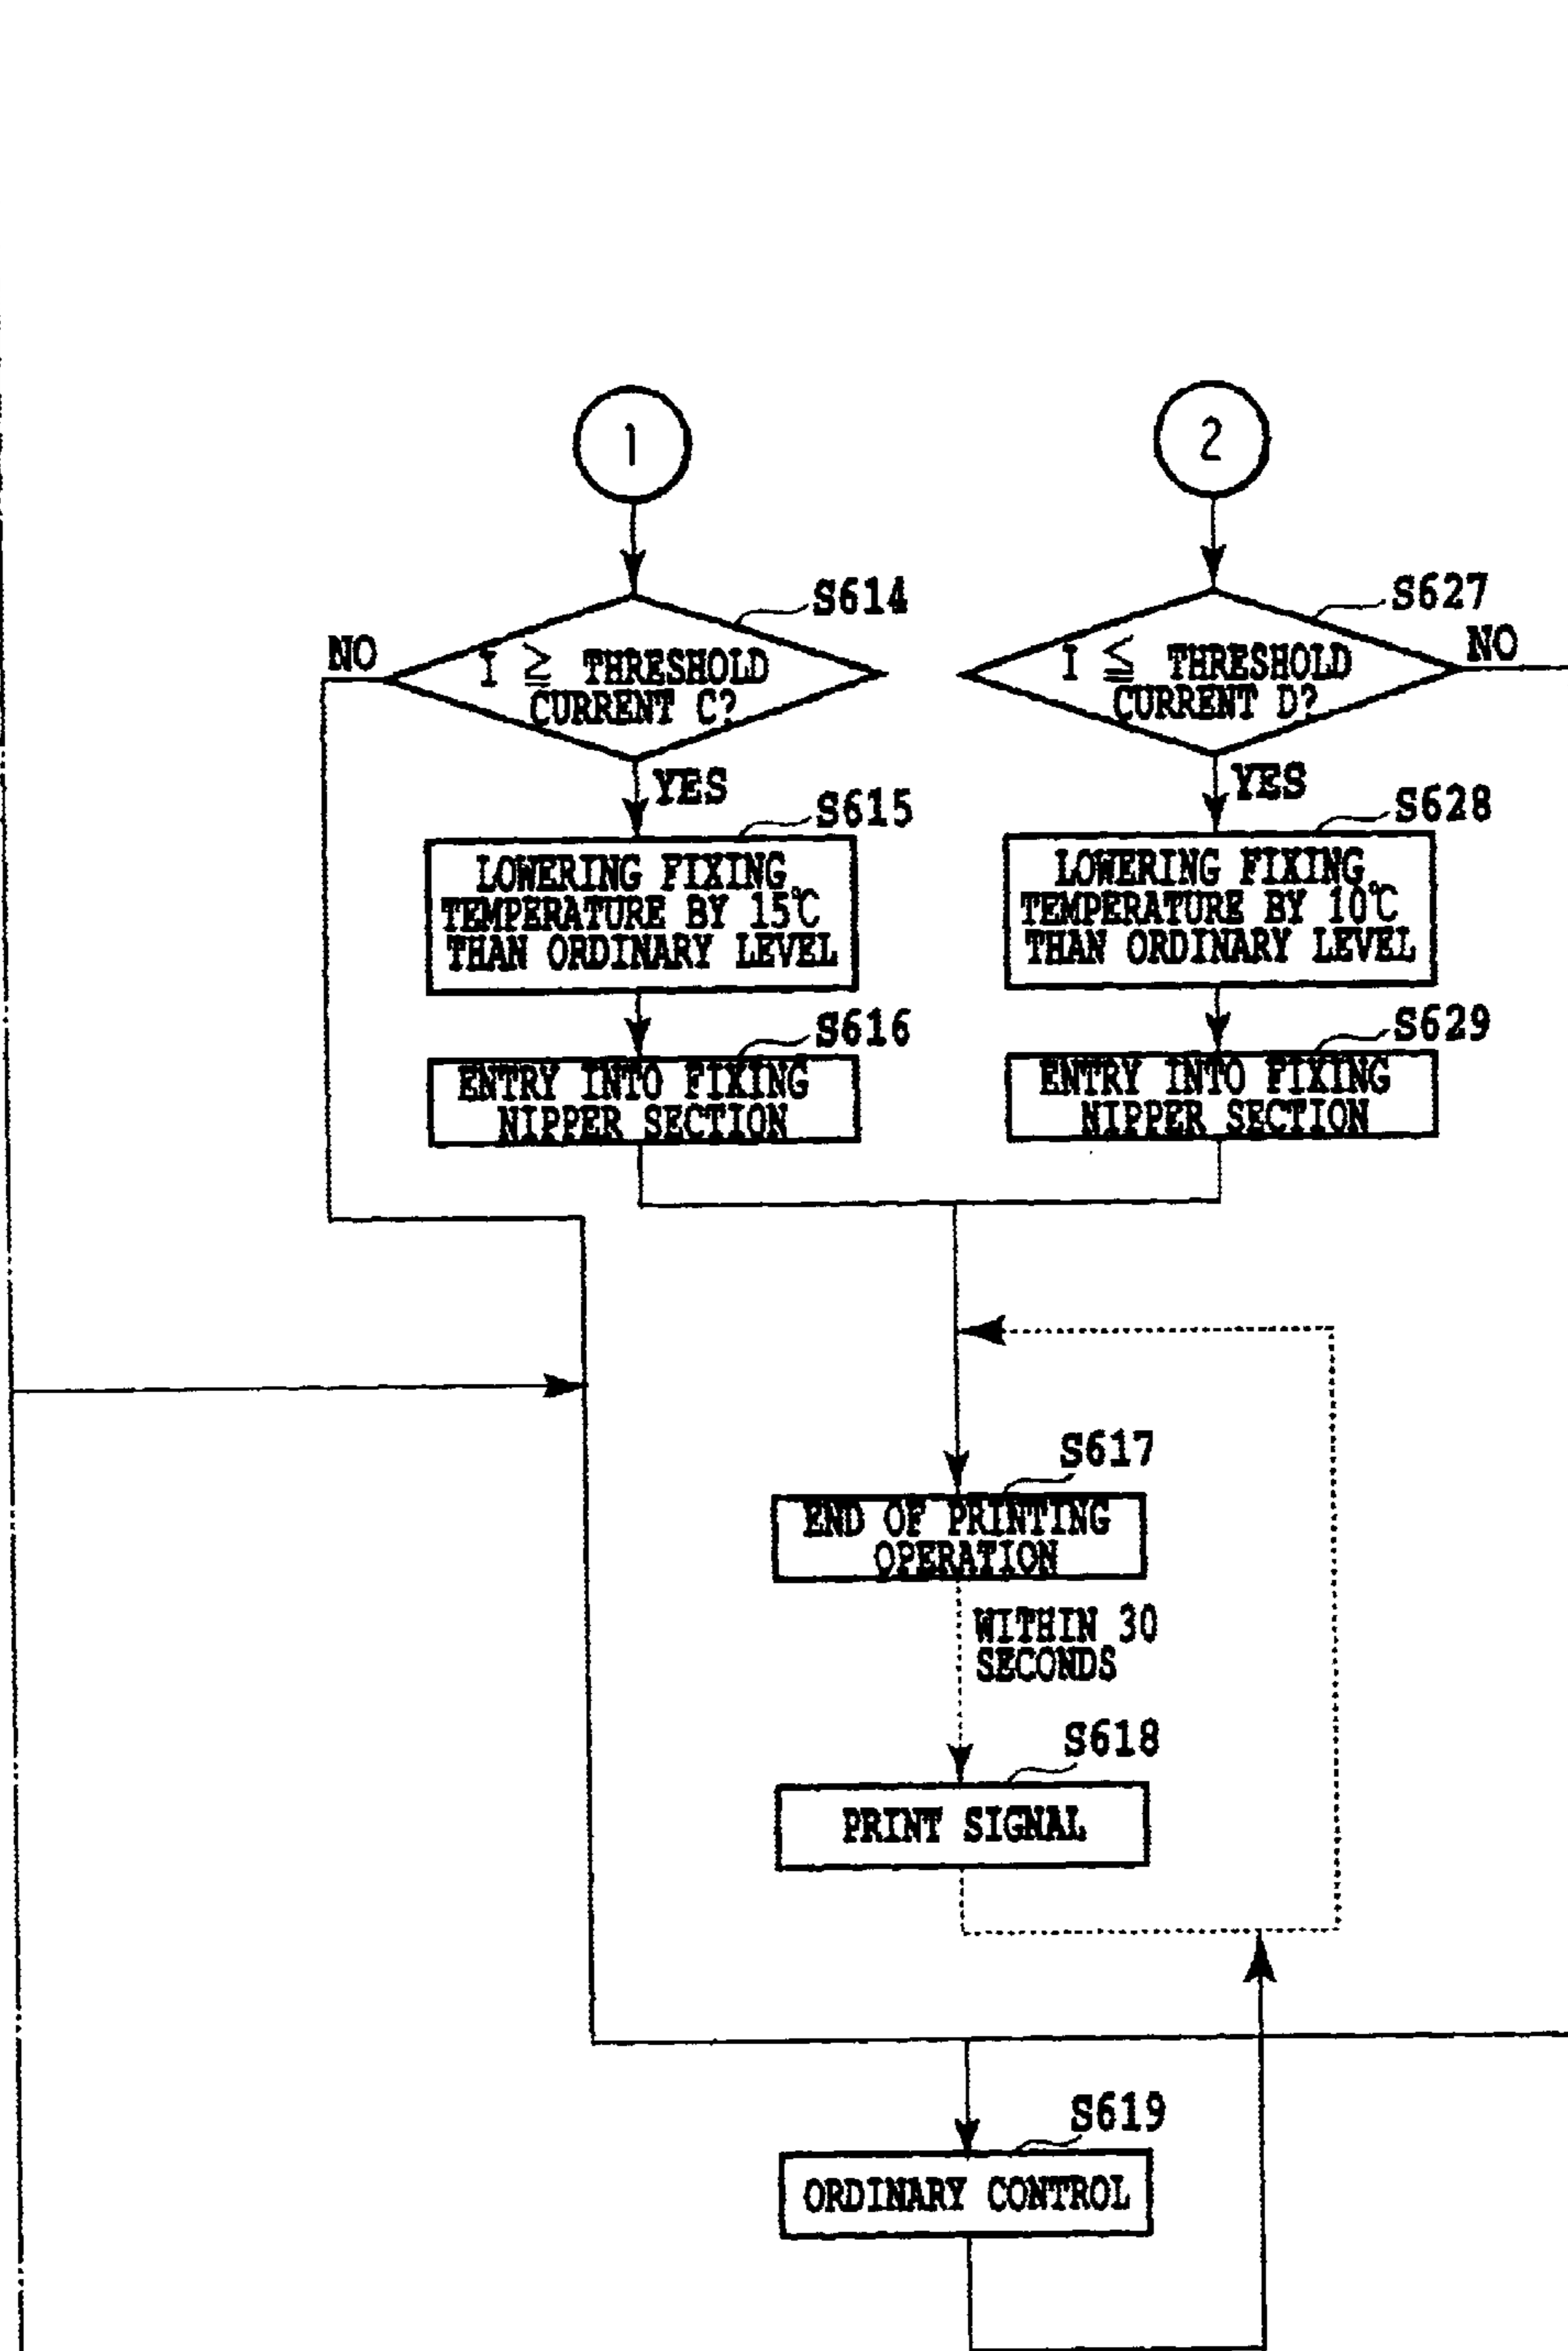 1
S614
NO
I ≧ THRESHOLD
CURRENT C?
YES
S615
LOWERING FIXING
TEMPERATURE BY 15℃
THAN ORDINARY LEVEL
S616
ENTRY INTO FIXING
NIPPER SECTION
2
S627
NO
I ≦ THRESHOLD
CURRENT D?
YES
S628
LOWERING FIXING
TEMPERATURE BY 10℃
THAN ORDINARY LEVEL
S629
ENTRY INTO FIXING
NIPPER SECTION
S617
END OF PRINTING
OPERATION
WITHIN 30
SECONDS
S618
PRINT SIGNAL
S619
ORDINARY CONTROL